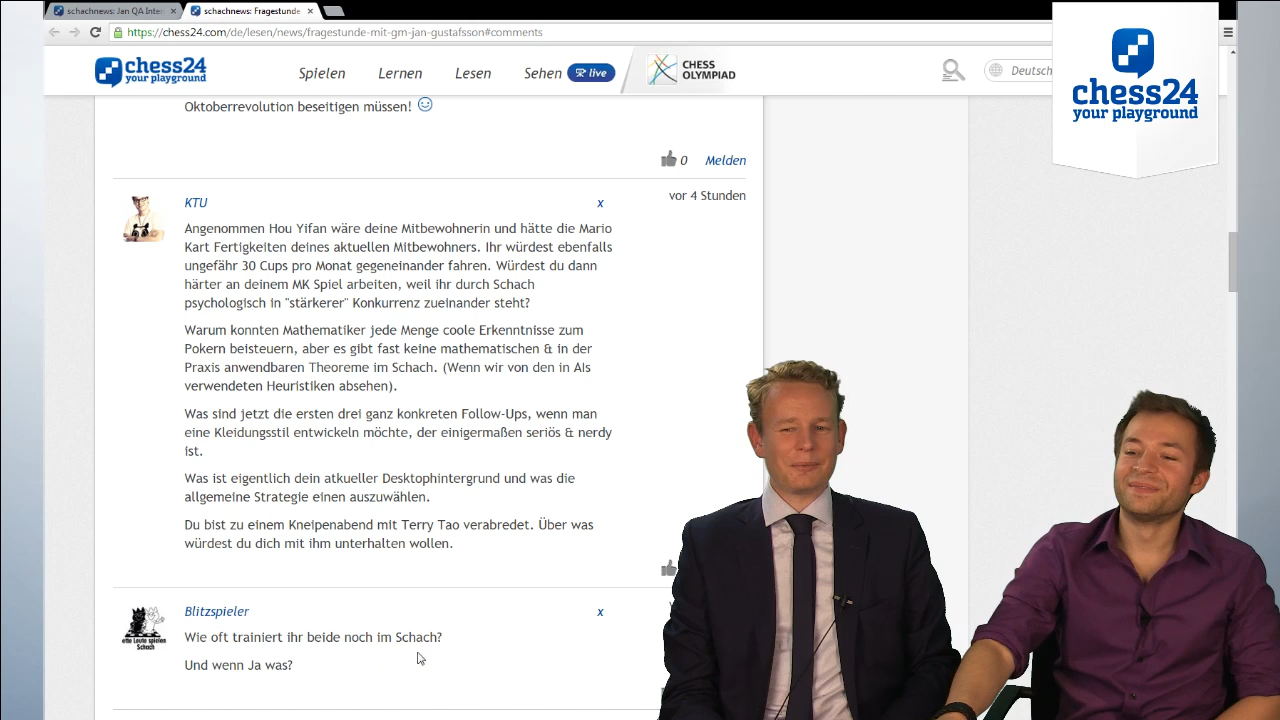 schachnews: Jan QA Inter
schachnews: Fragestunde
https://chess24.com/de/lesen/news/fragestunde-mit-gm-jan-gustafsson#comments
chess24
your playground
Spielen
Lernen
Lesen
Sehen
live
CHESS
OLYMPIAD
Deutsch
chess24
your playground
Oktoberrevolution beseitigen müssen!
0
Melden
KTU
x
vor 4 Stunden
Angenommen Hou Yifan wäre deine Mitbewohnerin und hätte die Mario
Kart Fertigkeiten deines aktuellen Mitbewohners. Ihr würdest ebenfalls
ungefähr 30 Cups pro Monat gegeneinander fahren. Würdest du dann
härter an deinem MK Spiel arbeiten, weil ihr durch Schach
psychologisch in "stärkerer" Konkurrenz zueinander steht?
Warum konnten Mathematiker jede Menge coole Erkenntnisse zum
Pokern beisteuern, aber es gibt fast keine mathematischen & in der
Praxis anwendbaren Theoreme im Schach. (Wenn wir von den in AIs
verwendeten Heuristiken absehen).
Was sind jetzt die ersten drei ganz konkreten Follow-Ups, wenn man
eine Kleidungsstil entwickeln möchte, der einigermaßen seriös & nerdy
ist.
Was ist eigentlich dein atkueller Desktophintergrund und was die
allgemeine Strategie einen auszuwählen.
Du bist zu einem Kneipenabend mit Terry Tao verabredet. Über was
würdest du dich mit ihm unterhalten wollen.
Blitzspieler
x
ette Leute spielen
Schach
Wie oft trainiert ihr beide noch im Schach?
Und wenn Ja was?